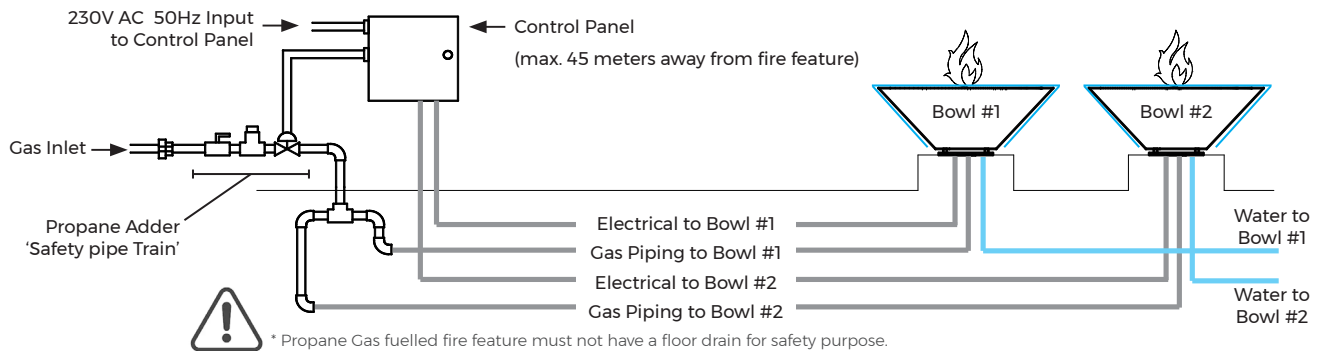 230V AC  50Hz Input
to Control Panel
Control Panel
(max. 45 meters away from fire feature)
Bowl #1
Bowl #2
Gas Inlet
Propane Adder
‘Safety pipe Train’
Electrical to Bowl #1
Gas Piping to Bowl #1
Electrical to Bowl #2
Gas Piping to Bowl #2
Water to
Bowl #1
Water to
Bowl #2
* Propane Gas fuelled fire feature must not have a floor drain for safety purpose.